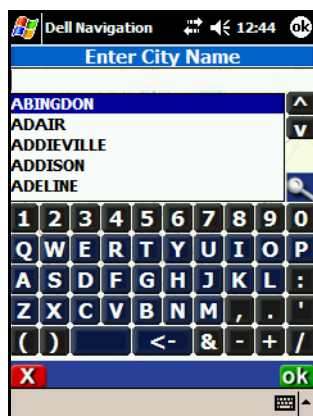 Dell Navigation 12:44 ok
Enter City Name
ABINGDON
ADAIR
ADDIEVILLE
ADDISON
ADELINE
1 2 3 4 5 6 7 8 9 0
Q W E R T Y U I O P
A S D F G H J K L :
Z X C V B N M , . '
( ) <- & - + /
X ok